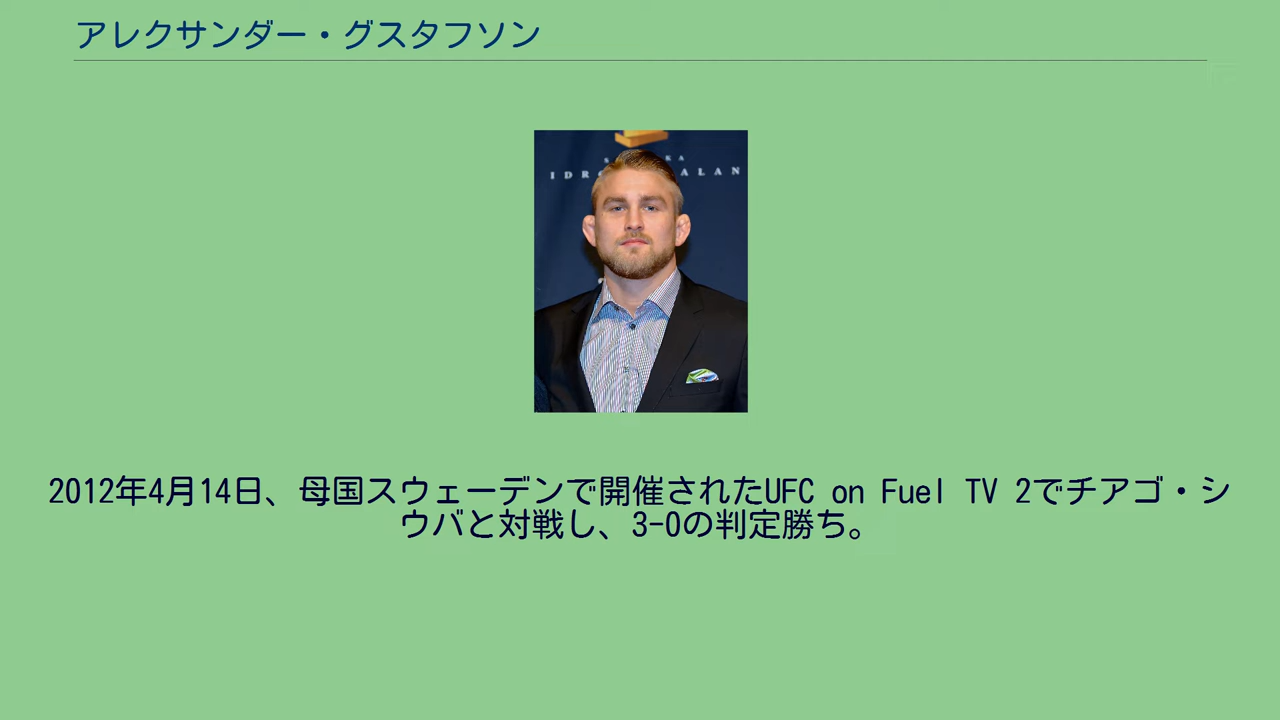 アレクサンダー・グスタフソン
IDR ALAN
2012年4月14日、母国スウェーデンで開催されたUFC on Fuel TV 2でチアゴ・シ
ウバと対戦し、3-0の判定勝ち。